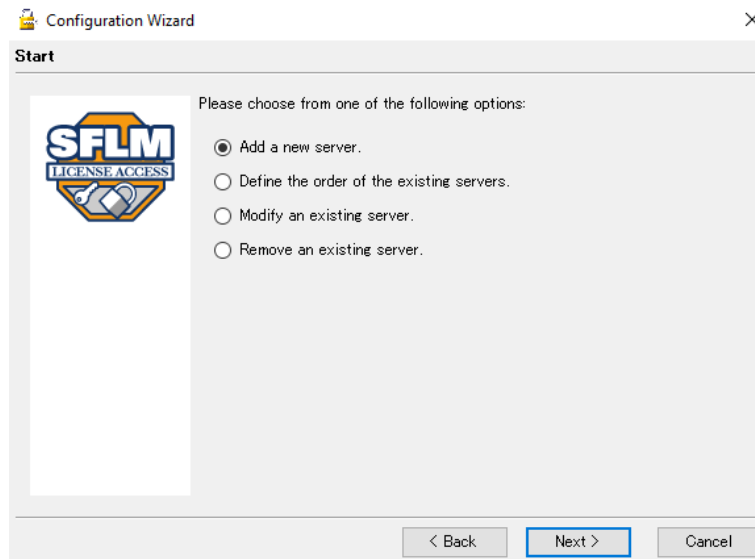 Configuration Wizard
Start
SFLM
LICENSE ACCESS
Please choose from one of the following options:
Add a new server.
Define the order of the existing servers.
Modify an existing server.
Remove an existing server.
< Back
Next >
Cancel